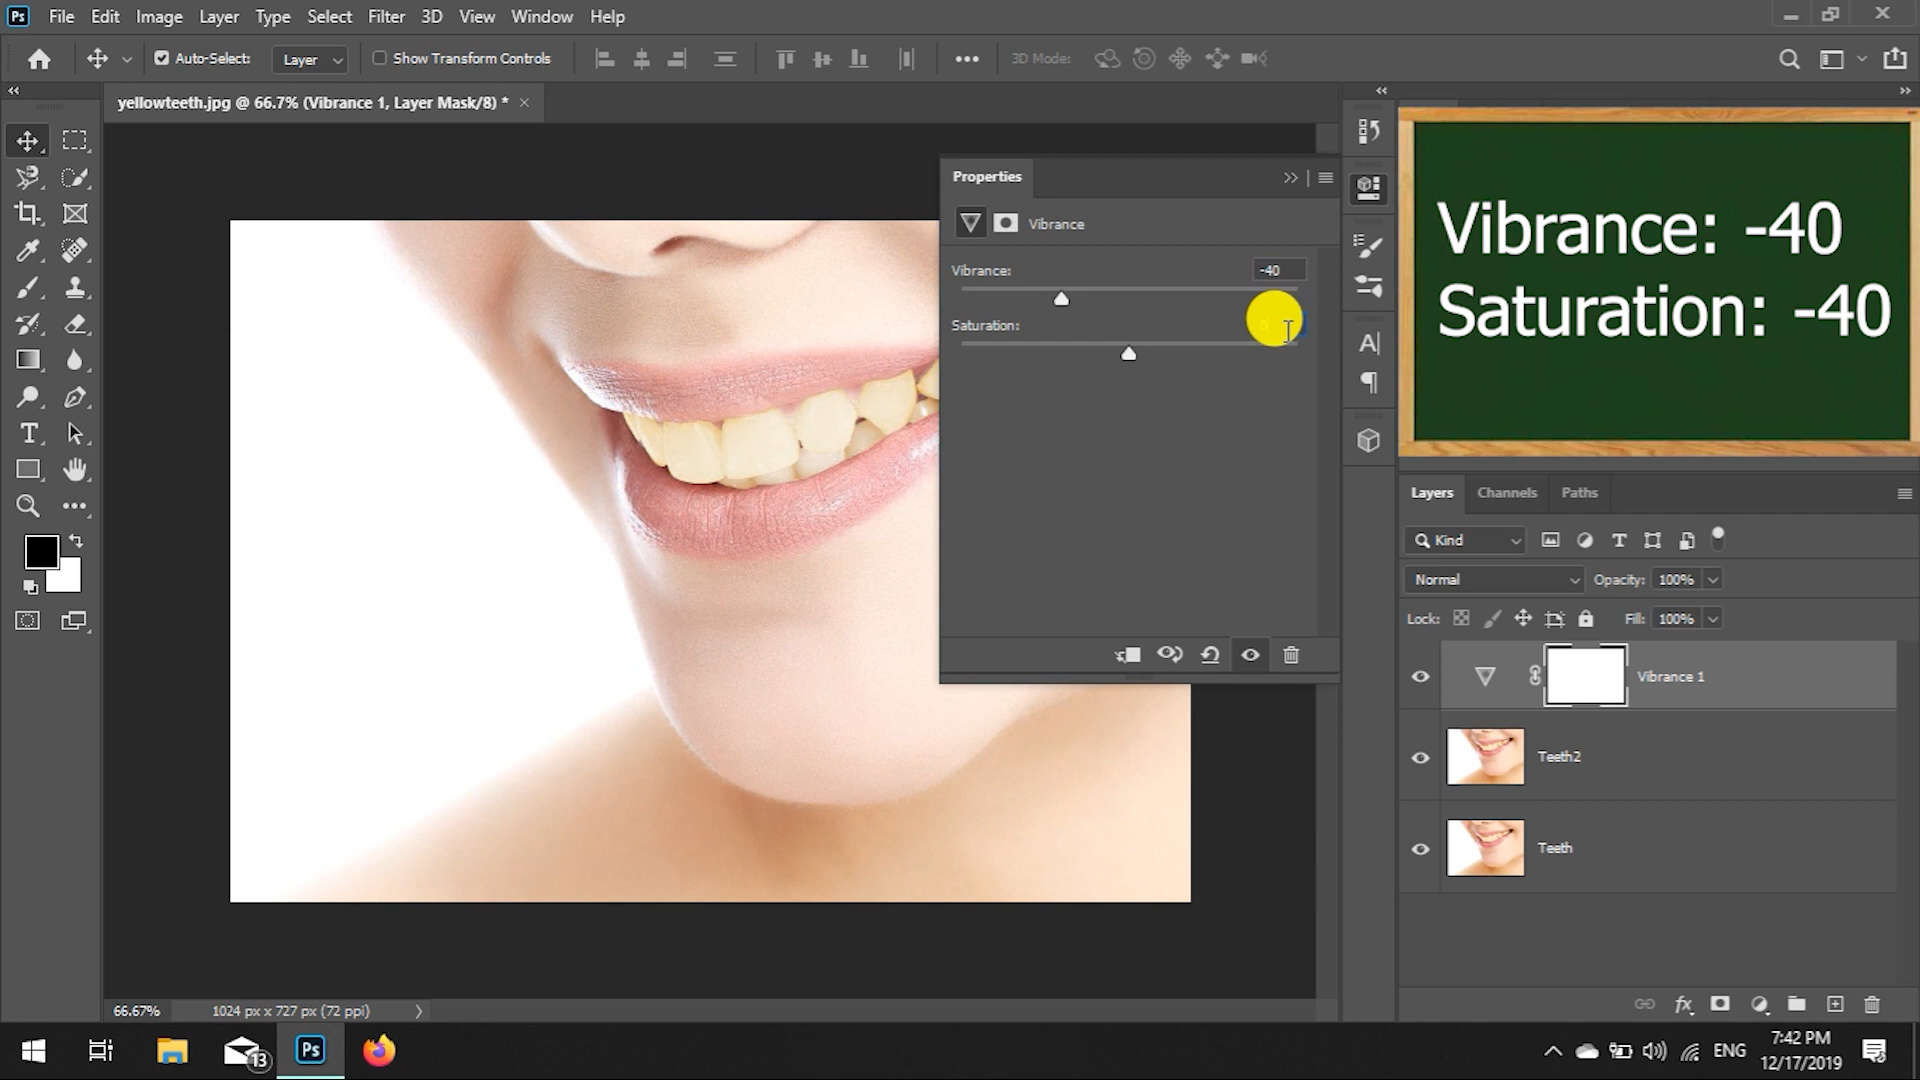 Ps File Edit Image Layer Type Select Filter 3D View Window Help
Auto-Select: Layer Show Transform Controls 3D Mode:
yellowteeth.jpg @ 66.7% (Vibrance 1, Layer Mask/8) *
Properties
Vibrance
Vibrance: -40
Saturation:
Vibrance: -40
Saturation: -40
Layers Channels Paths
Kind
Normal Opacity: 100%
Lock: Fill: 100%
Vibrance 1
Teeth2
Teeth
66.67% 1024 px x 727 px (72 ppi)
13 Ps ENG 7:42 PM
12/17/2019